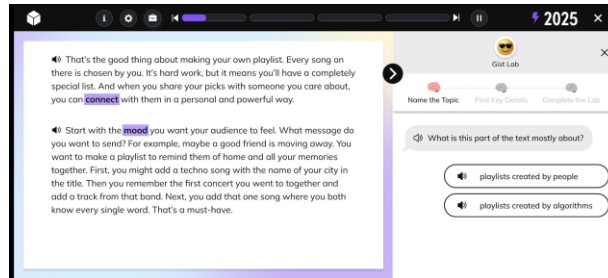 i
2025
That's the good thing about making your own playlist. Every song on
there is chosen by you. It's hard work, but it means you'll have a completely
special list. And when you share your picks with someone you care about,
you can connect with them in a personal and powerful way.
Start with the mood you want your audience to feel. What message do
you want to send? For example, maybe a good friend is moving away. You
want to make a playlist to remind them of home and all your memories
together. First, you might add a techno song with the name of your city in
the title. Then you remember the first concert you went to together and
add a track from that band. Next, you add that one song where you both
know every single word. That's a must-have.
Gist Lab
Name the Topic Find Key Details Complete the Lab
What is this part of the text mostly about?
playlists created by people
playlists created by algorithms